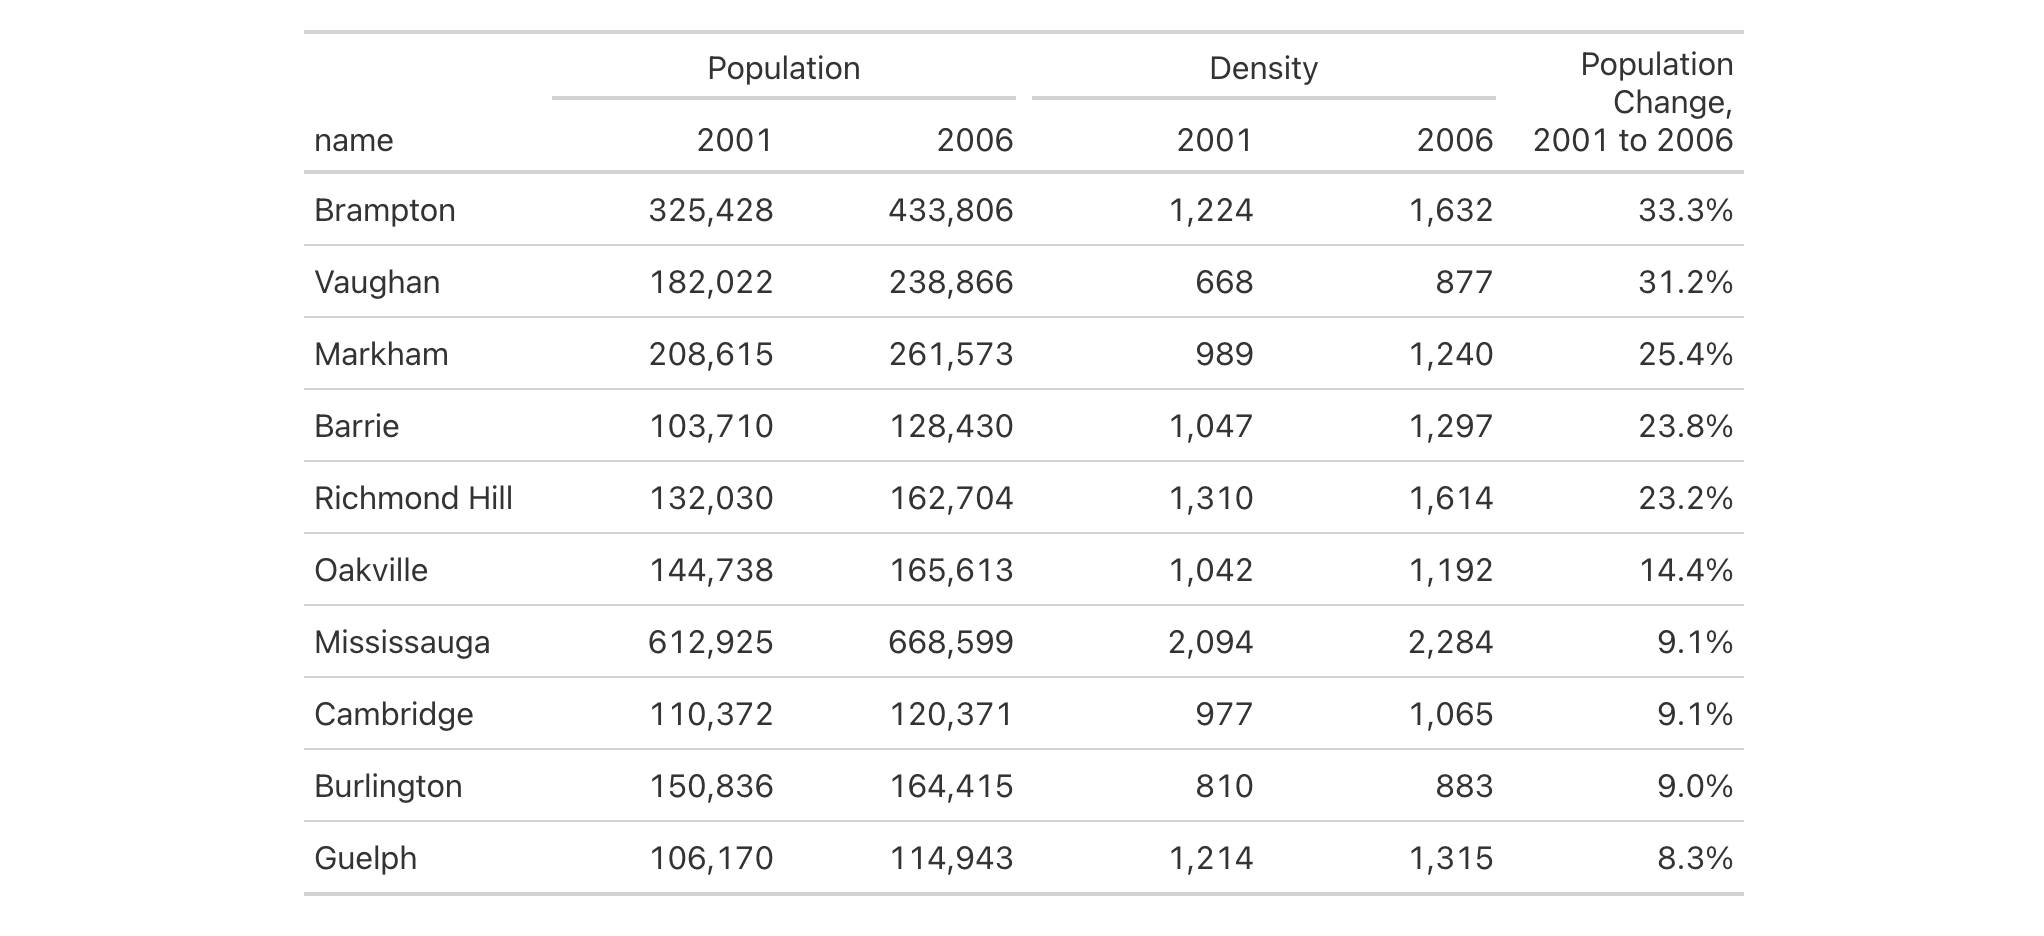 Population Density Population
Change,
name 2001 2006 2001 2006 2001 to 2006
Brampton 325,428 433,806 1,224 1,632 33.3%
Vaughan 182,022 238,866 668 877 31.2%
Markham 208,615 261,573 989 1,240 25.4%
Barrie 103,710 128,430 1,047 1,297 23.8%
Richmond Hill 132,030 162,704 1,310 1,614 23.2%
Oakville 144,738 165,613 1,042 1,192 14.4%
Mississauga 612,925 668,599 2,094 2,284 9.1%
Cambridge 110,372 120,371 977 1,065 9.1%
Burlington 150,836 164,415 810 883 9.0%
Guelph 106,170 114,943 1,214 1,315 8.3%